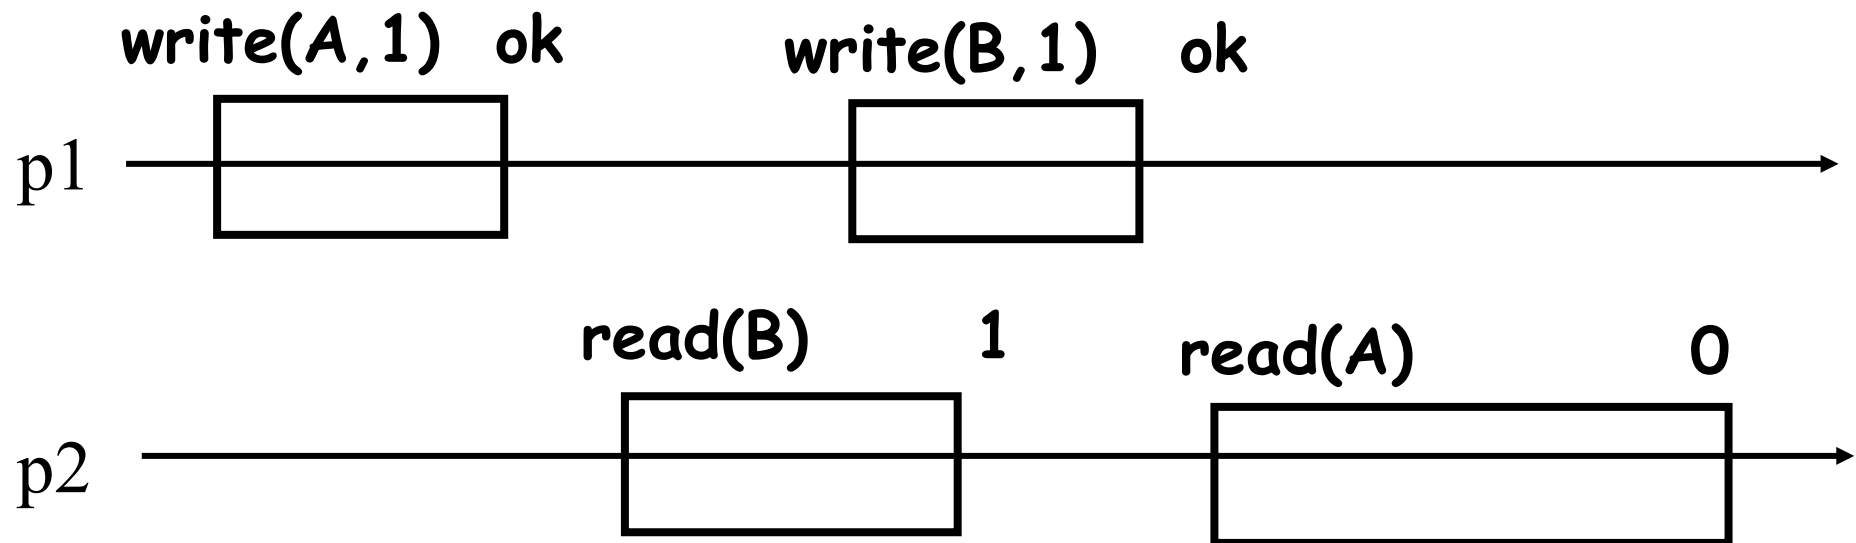 write(A,1) ok write(B,1) ok
p1
read(B) 1 read(A) 0
p2